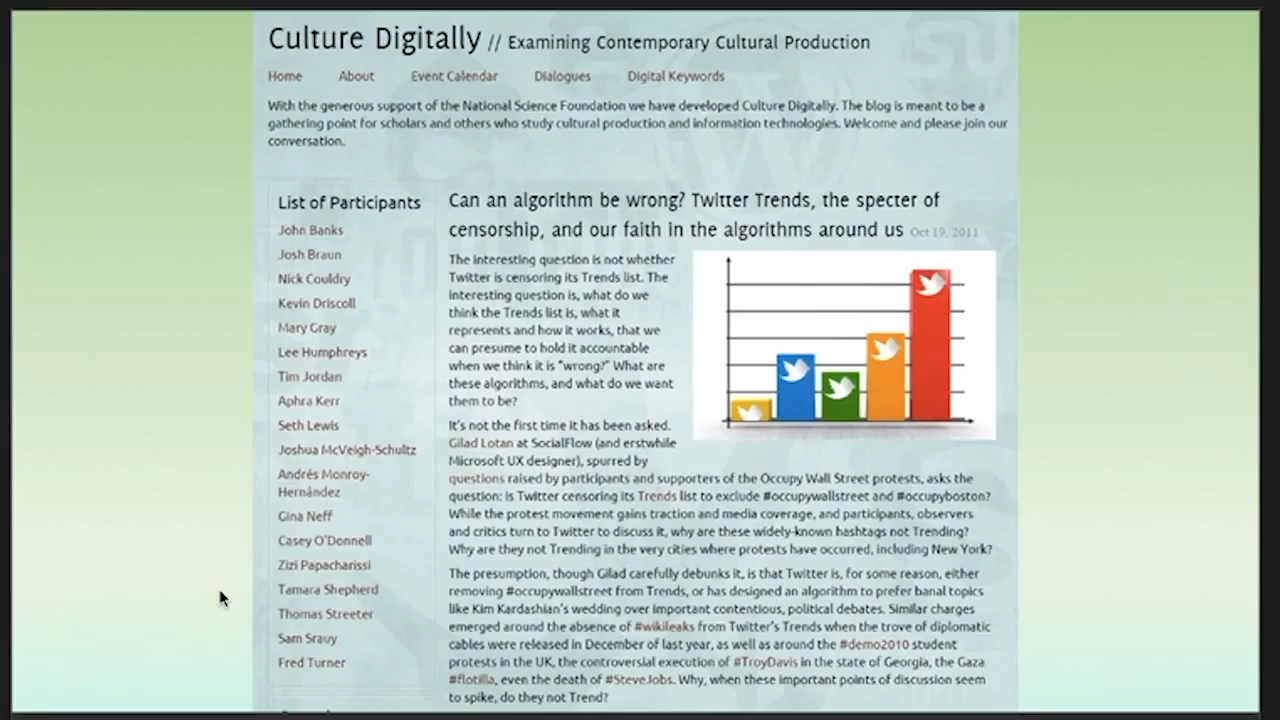 Culture Digitally // Examining Contemporary Cultural Production
Home About Event Calendar Dialogues Digital Keywords
With the generous support of the National Science Foundation we have developed Culture Digitally. The blog is meant to be a
gathering point for scholars and others who study cultural production and information technologies. Welcome and please join our
conversation.
List of Participants
John Banks
Josh Braun
Nick Couldry
Kevin Driscoll
Mary Gray
Lee Humphreys
Tim Jordan
Aphra Kerr
Seth Lewis
Joshua McVeigh-Schultz
Andrés Monroy-
Hernández
Gina Neff
Casey O'Donnell
Zizi Papacharissi
Tamara Shepherd
Thomas Streeter
Sam Srauy
Fred Turner
Can an algorithm be wrong? Twitter Trends, the specter of
censorship, and our faith in the algorithms around us Oct 19, 2011
The interesting question is not whether
Twitter is censoring its Trends list. The
interesting question is, what do we
think the Trends list is, what it
represents and how it works, that we
can presume to hold it accountable
when we think it is "wrong?" What are
these algorithms, and what do we want
them to be?
It's not the first time it has been asked.
Gilad Lotan at SocialFlow (and erstwhile
Microsoft UX designer), spurred by
questions raised by participants and supporters of the Occupy Wall Street protests, asks the
question: is Twitter censoring its Trends list to exclude #occupywallstreet and #occupyboston?
While the protest movement gains traction and media coverage, and participants, observers
and critics turn to Twitter to discuss it, why are these widely-known hashtags not Trending?
Why are they not Trending in the very cities where protests have occurred, including New York?
The presumption, though Gilad carefully debunks it, is that Twitter is, for some reason, either
removing #occupywallstreet from Trends, or has designed an algorithm to prefer banal topics
like Kim Kardashian's wedding over important contentious, political debates. Similar charges
emerged around the absence of #wikileaks from Twitter's Trends when the trove of diplomatic
cables were released in December of last year, as well as around the #demo2010 student
protests in the UK, the controversial execution of #TroyDavis in the state of Georgia, the Gaza
#flotilla, even the death of #SteveJobs. Why, when these important points of discussion seem
to spike, do they not Trend?